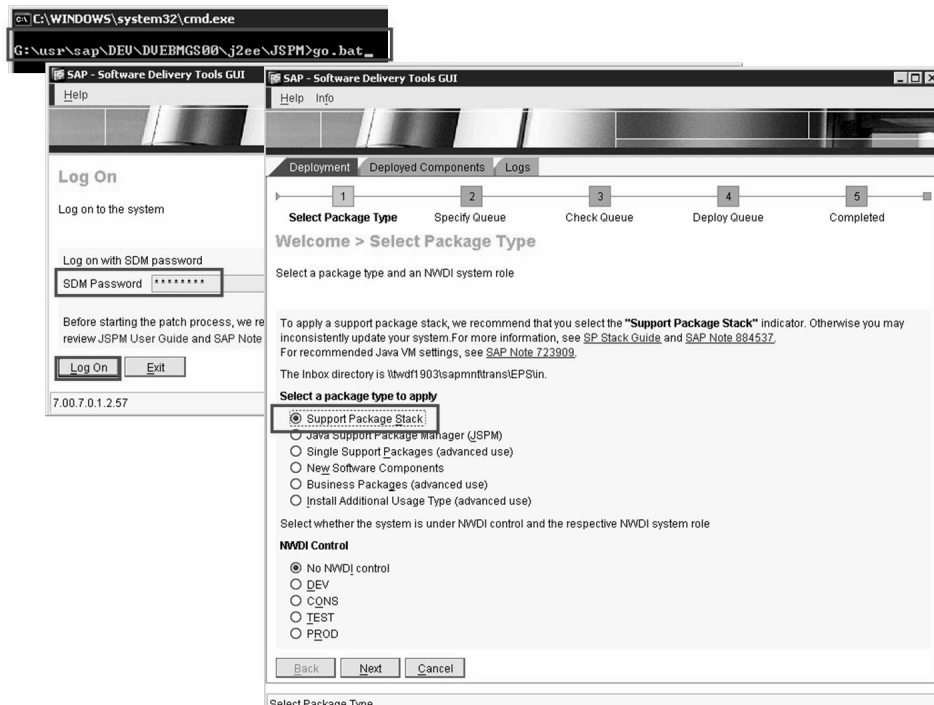 C:\WINDOWS\system32\cmd.exe
G:\usr\sap\DEV\DVEBMGS00\j2ee\JSPM>go.bat_
SAP - Software Delivery Tools GUI
Help
Log On
Log on to the system
Log on with SDM password
SDM Password ********
Before starting the patch process, we re
review JSPM User Guide and SAP Note
Log On Exit
7.00.7.0.1.2.57
SAP - Software Delivery Tools GUI
Help Info
Deployment Deployed Components Logs
1 2 3 4 5
Select Package Type Specify Queue Check Queue Deploy Queue Completed
Welcome > Select Package Type
Select a package type and an NWDI system role
To apply a support package stack, we recommend that you select the "Support Package Stack" indicator. Otherwise you may
inconsistently update your system.For more information, see SP Stack Guide and SAP Note 884537.
For recommended Java VM settings, see SAP Note 723909.
The Inbox directory is \\twdf1903\sapmnt\trans\EPS\in.
Select a package type to apply
Support Package Stack
Java Support Package Manager (JSPM)
Single Support Packages (advanced use)
New Software Components
Business Packages (advanced use)
Install Additional Usage Type (advanced use)
Select whether the system is under NWDI control and the respective NWDI system role
NWDI Control
No NWDI control
DEV
CONS
TEST
PROD
Back Next Cancel
Select Package Type